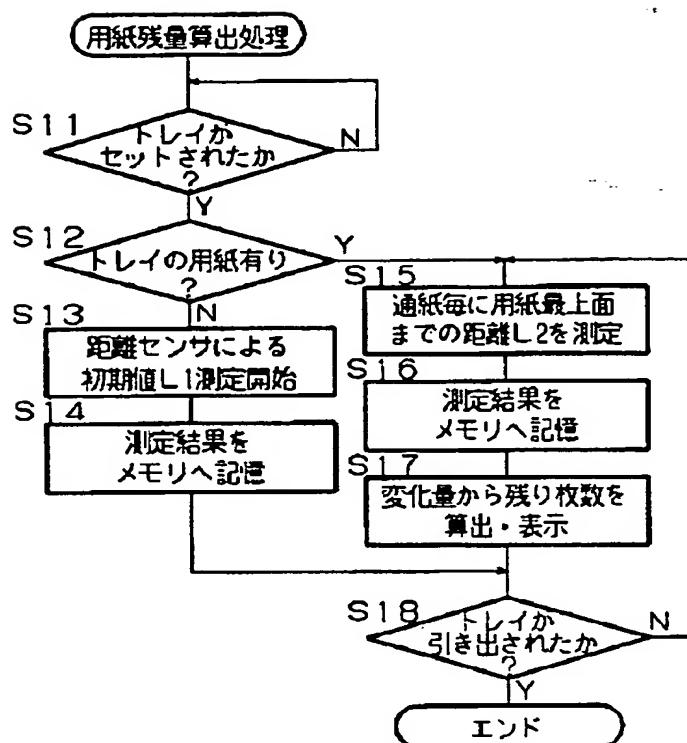 用紙残量算出処理
S11
トレイが
セットされたか
?
N
Y
S12
トレイの用紙有り
?
Y
N
S13
距離センサによる
初期値L1測定開始
S14
測定結果を
メモリへ記憶
S15
通紙毎に用紙最上面
までの距離L2を測定
S16
測定結果を
メモリへ記憶
S17
変化量から残り枚数を
算出・表示
S18
トレイが
引き出されたか
?
N
Y
エンド